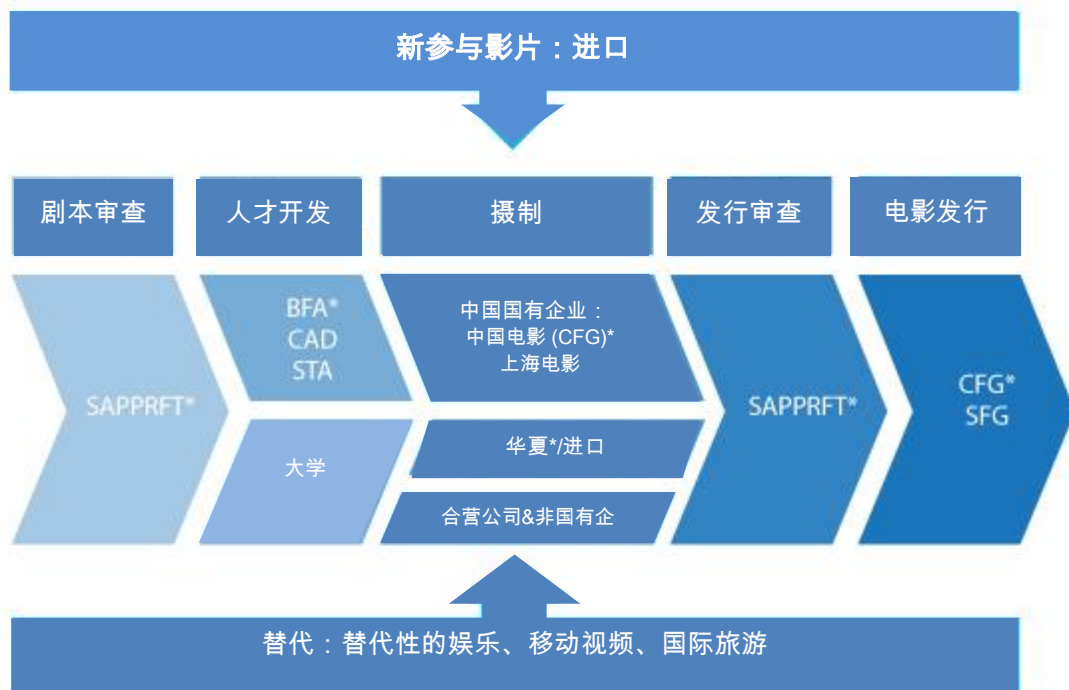 新参与影片：进口
剧本审查
人才开发
摄制
发行审查
电影发行
SAPPRFT*
BFA*
CAD
STA
大学
中国国有企业：
中国电影 (CFG)*
上海电影
华夏*/进口
合营公司&非国有企
SAPPRFT*
CFG*
SFG
替代：替代性的娱乐、移动视频、国际旅游